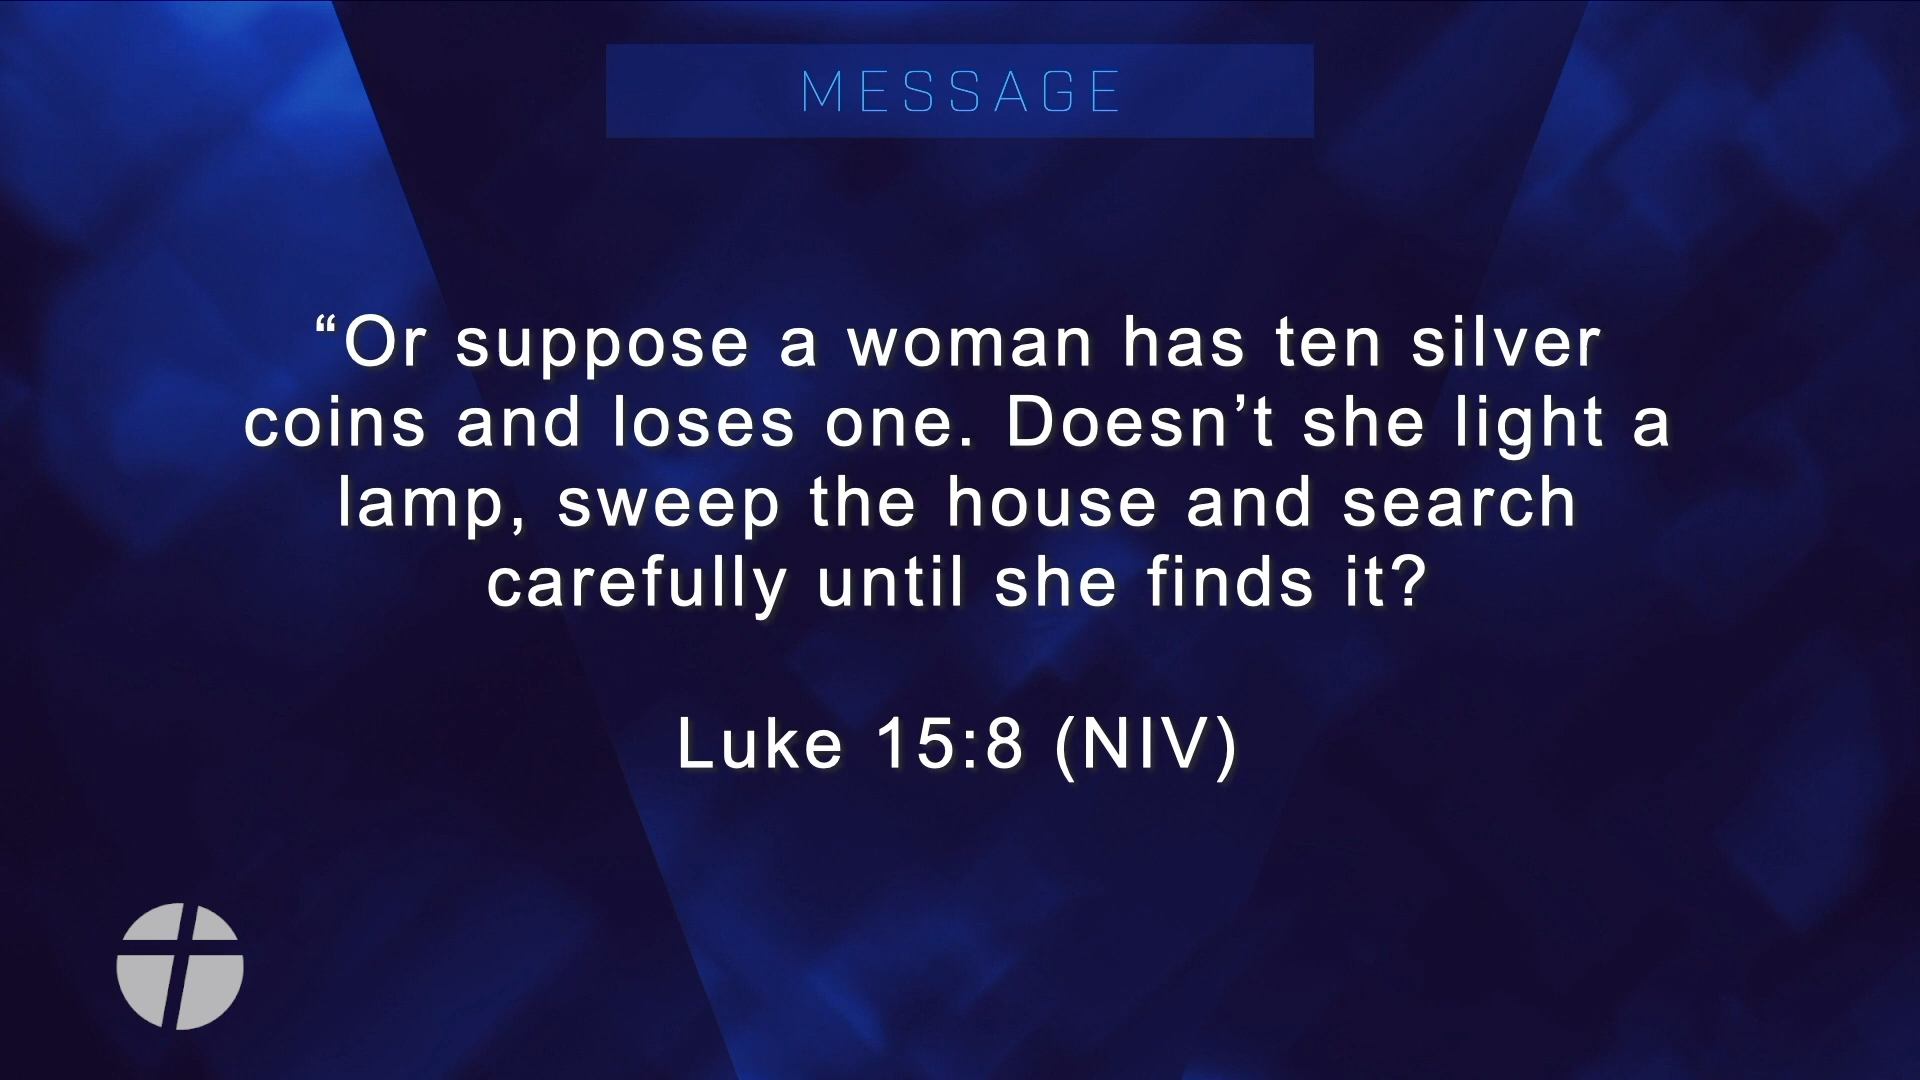 MESSAGE
“Or suppose a woman has ten silver
coins and loses one. Doesn’t she light a
lamp, sweep the house and search
carefully until she finds it?
Luke 15:8 (NIV)